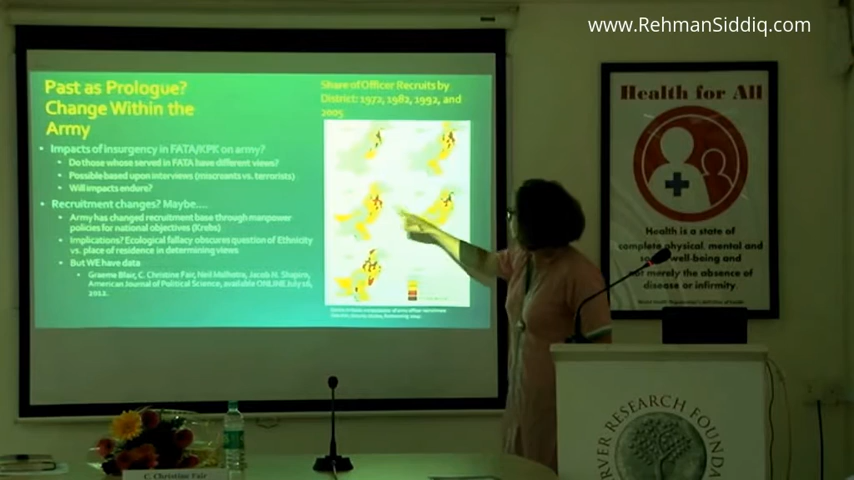 www.RehmanSiddiq.com
Past as Prologue?
Change Within the
Army
Impacts of insurgency in FATA/KPK on army?
Do those whose served in FATA have different views?
Possible based upon interviews (miscreants vs. terrorists)
Will impacts endure?
Recruitment changes? Maybe....
Army has changed recruitment base through manpower
policies for national objectives (Krebs)
Implications? Ecological fallacy obscures question of Ethnicity
vs. place of residence in determining views
But WE have data
Graeme Blair, C. Christine Fair, Neil Malhotra, Jacob N. Shapiro,
American Journal of Political Science, available ONLINE July 16,
2012.
Share of Officer Recruits by
District: 1972, 1982, 1992, and
2005
Health for All
Health is a state of
complete physical, mental and
well-being and
not merely the absence of
disease or infirmity.
RVER RESEARCH FOUNDA
C. Christine Fair